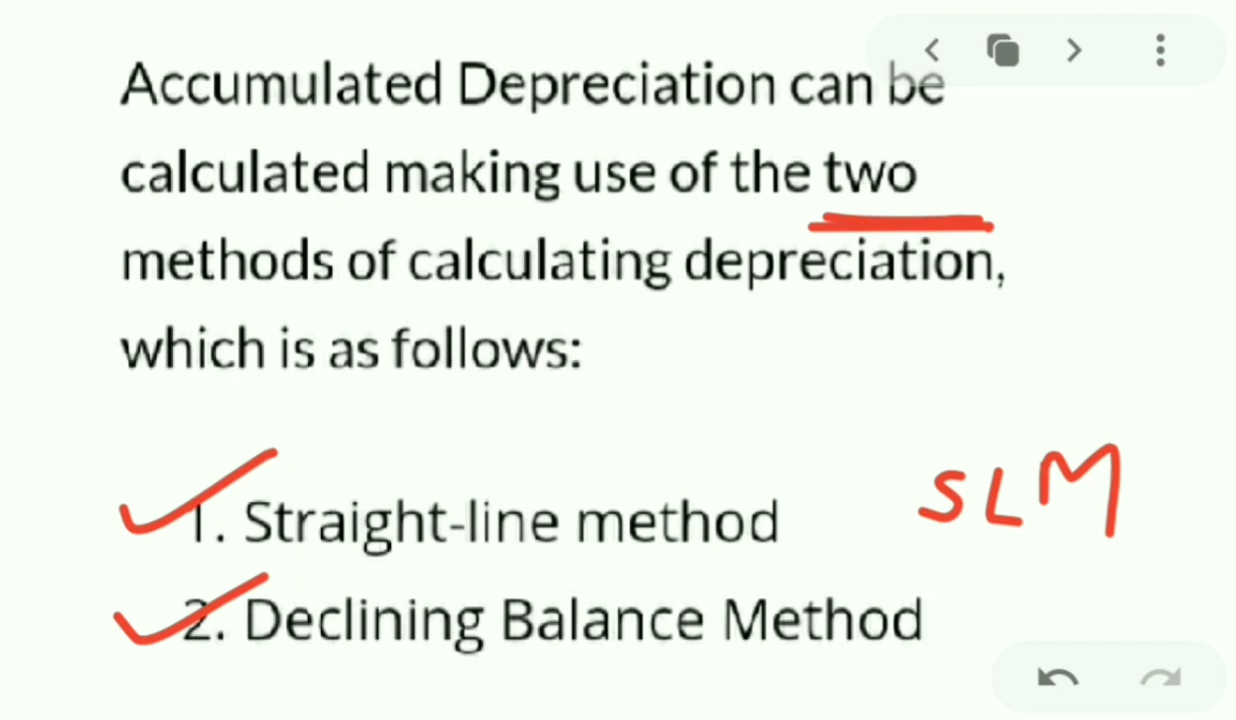 Accumulated Depreciation can be
calculated making use of the two
methods of calculating depreciation,
which is as follows:
1. Straight-line method
SLM
2. Declining Balance Method